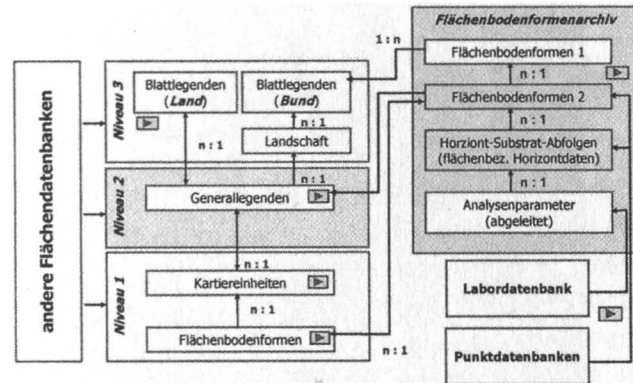 andere Flächendatenbanken
Niveau 3
Blattlegenden
(Land)
Blattlegenden
(Bund)
n:1
n:1
Landschaft
n:1
Niveau 2
Generallegenden
n:1
Niveau 1
Kartiereinheiten
n:1
Flächenbodenformen
n:1
1:n
Flächenbodenformenarchiv
Flächenbodenformen 1
n:1
Flächenbodenformen 2
n:1
Horziont-Substrat-Abfolgen
(flächenbez. Horizontdaten)
n:1
Analysenparameter
(abgeleitet)
Labordatenbank
Punktdatenbanken